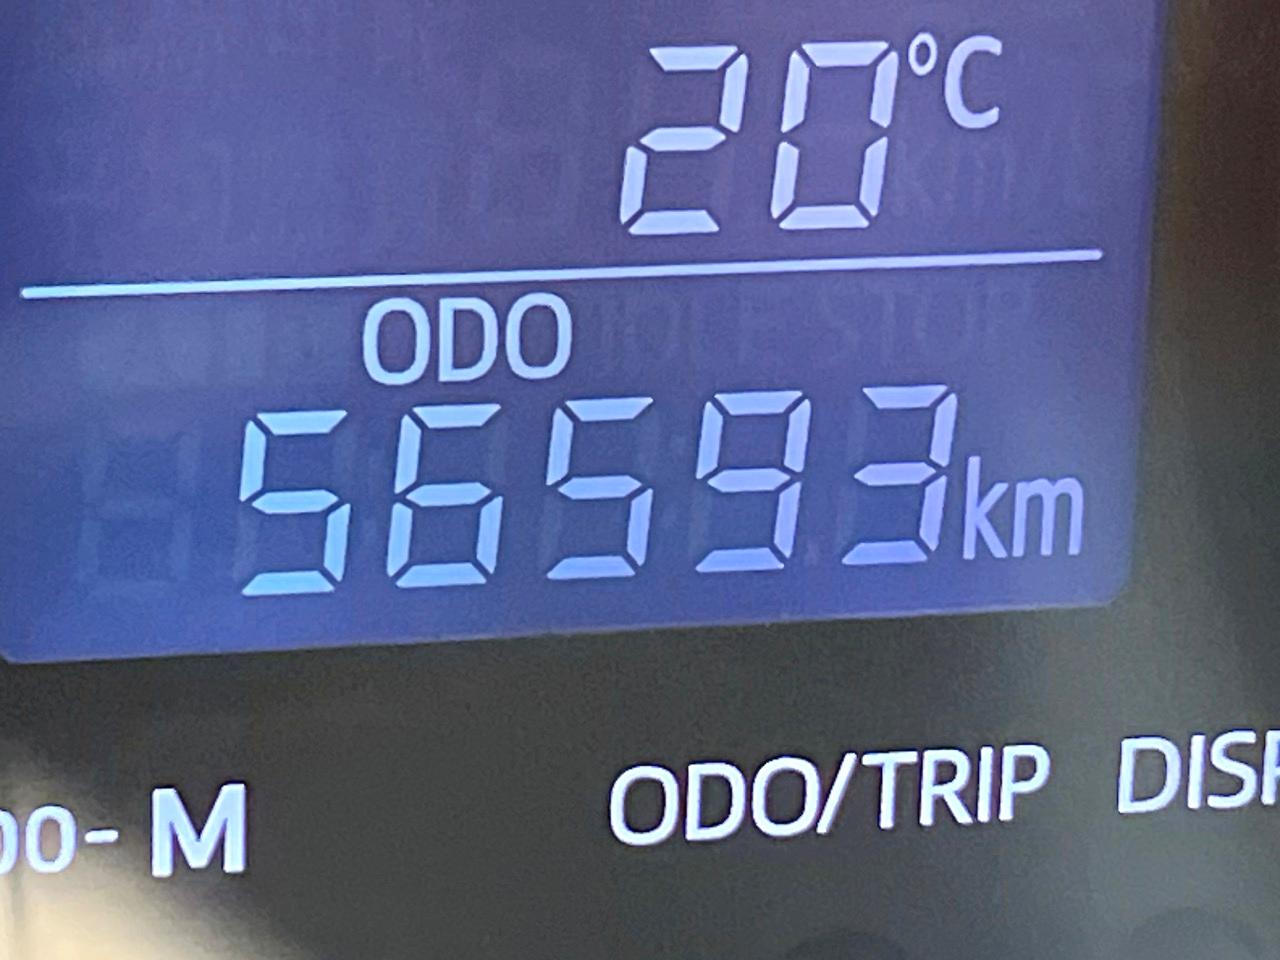 20°C
ODO
56593km
00- M
ODO/TRIP DISP